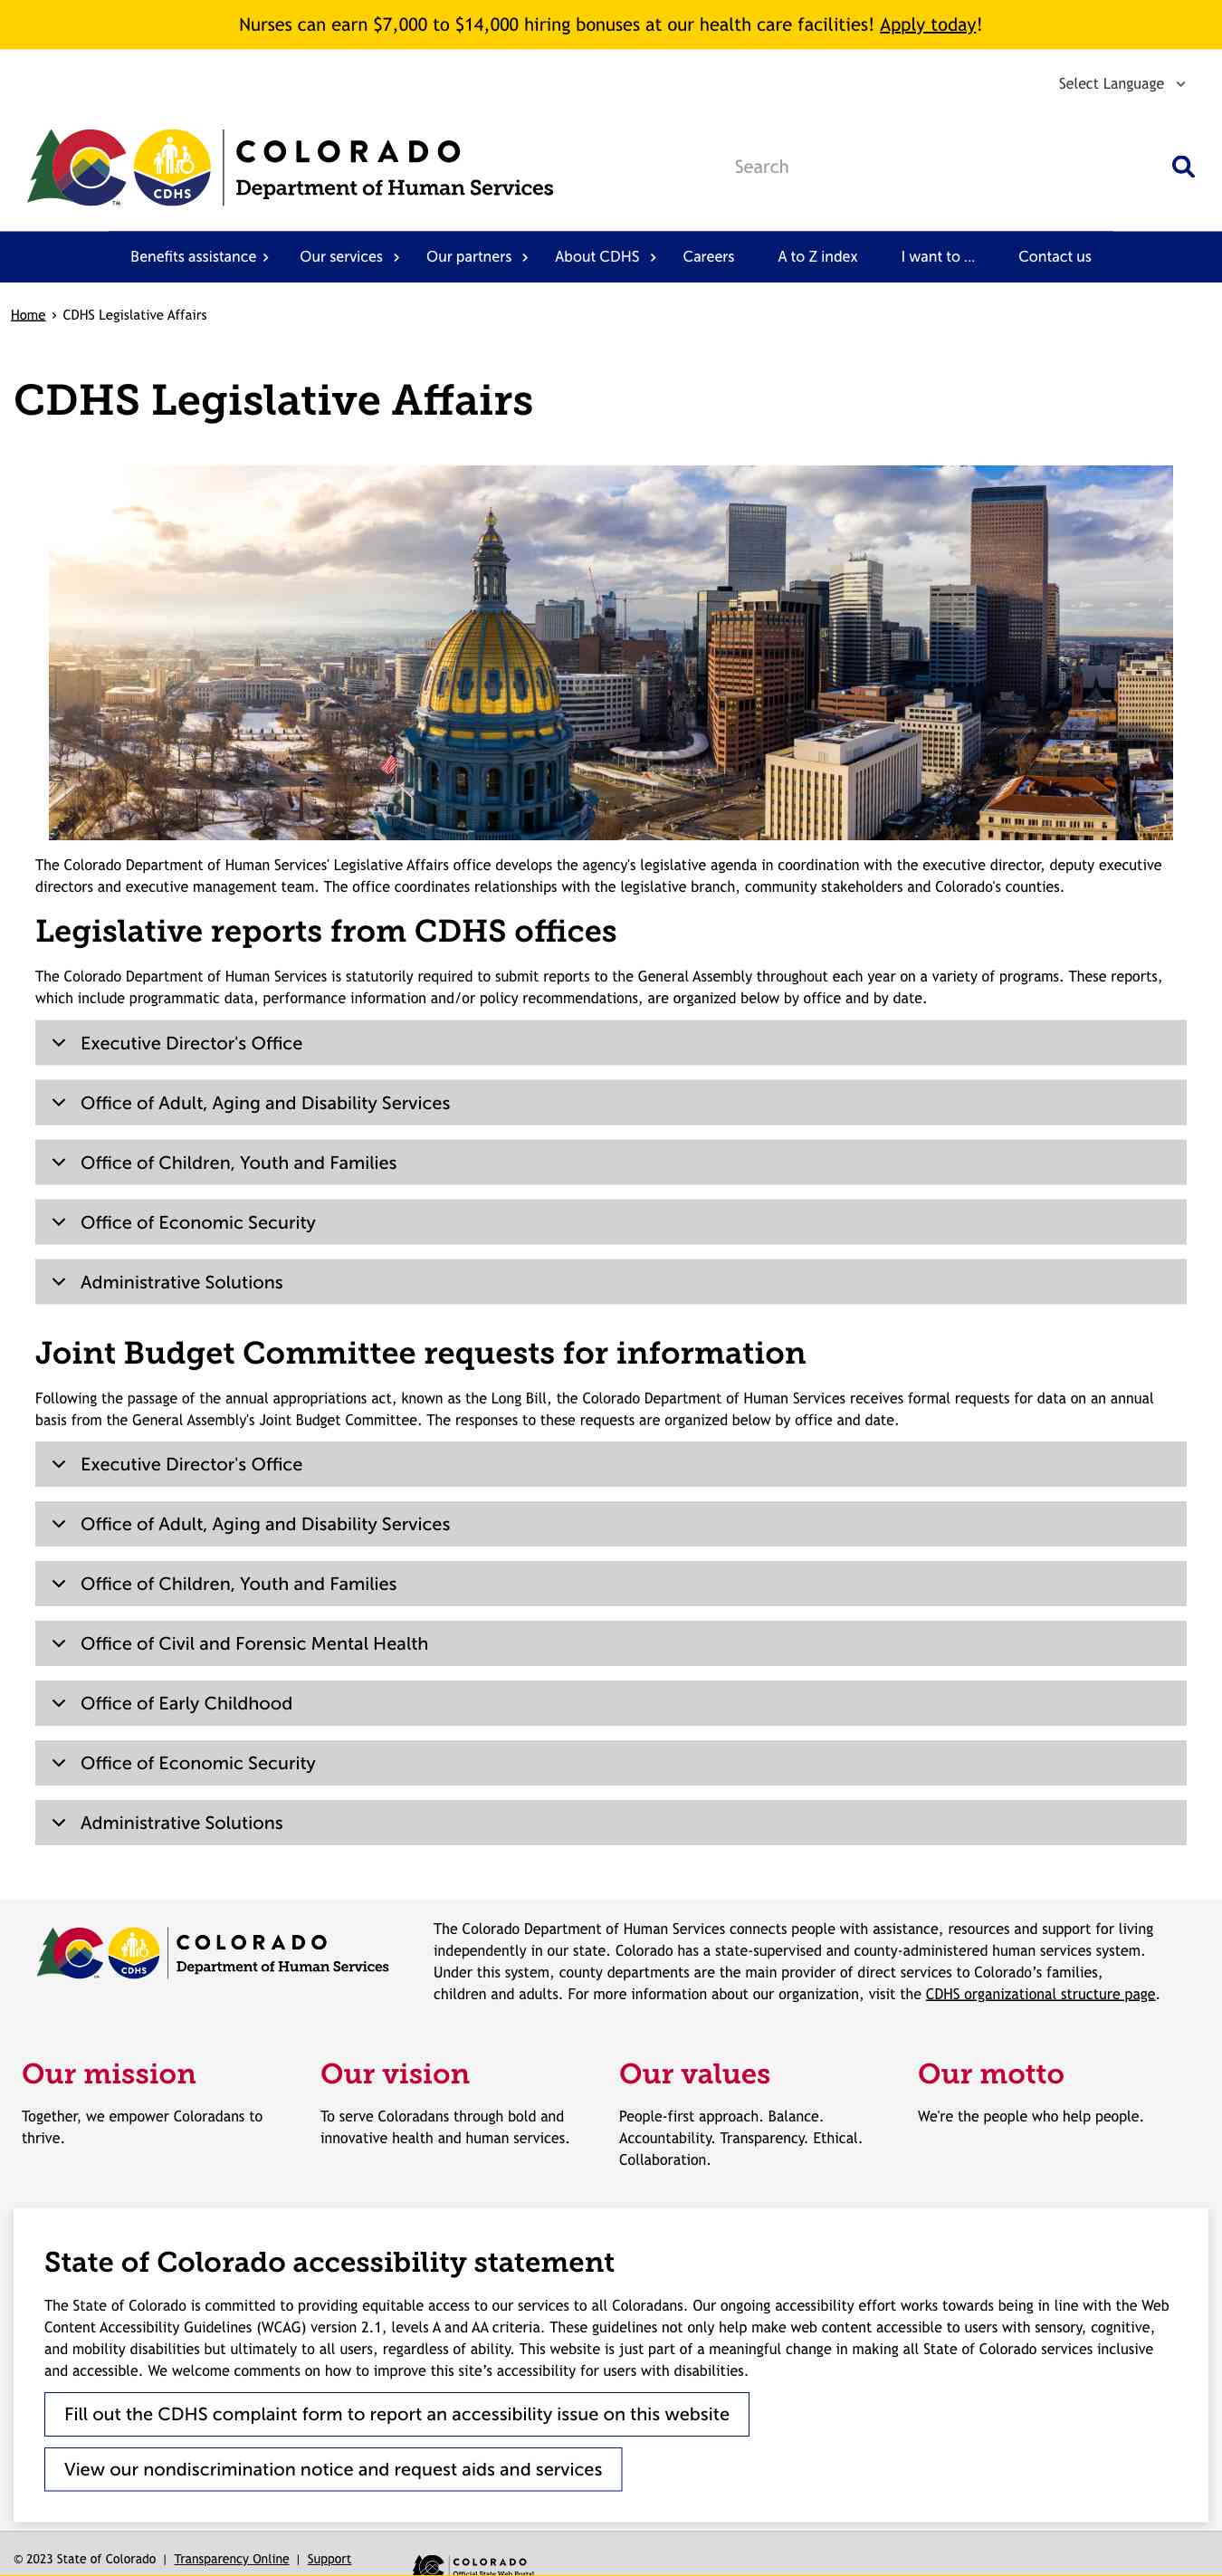 Nurses can earn $7,000 to $14,000 hiring bonuses at our health care facilities! Apply today!
Select Language
COLORADO
Department of Human Services
CDHS
TM
Search
Benefits assistance
Our services
Our partners
About CDHS
Careers
A to Z index
I want to ...
Contact us
Home › CDHS Legislative Affairs
CDHS Legislative Affairs
The Colorado Department of Human Services' Legislative Affairs office develops the agency's legislative agenda in coordination with the executive director, deputy executive
directors and executive management team. The office coordinates relationships with the legislative branch, community stakeholders and Colorado's counties.
Legislative reports from CDHS offices
The Colorado Department of Human Services is statutorily required to submit reports to the General Assembly throughout each year on a variety of programs. These reports,
which include programmatic data, performance information and/or policy recommendations, are organized below by office and by date.
Executive Director's Office
Office of Adult, Aging and Disability Services
Office of Children, Youth and Families
Office of Economic Security
Administrative Solutions
Joint Budget Committee requests for information
Following the passage of the annual appropriations act, known as the Long Bill, the Colorado Department of Human Services receives formal requests for data on an annual
basis from the General Assembly's Joint Budget Committee. The responses to these requests are organized below by office and date.
Executive Director's Office
Office of Adult, Aging and Disability Services
Office of Children, Youth and Families
Office of Civil and Forensic Mental Health
Office of Early Childhood
Office of Economic Security
Administrative Solutions
COLORADO
Department of Human Services
CDHS
The Colorado Department of Human Services connects people with assistance, resources and support for living
independently in our state. Colorado has a state-supervised and county-administered human services system.
Under this system, county departments are the main provider of direct services to Colorado’s families,
children and adults. For more information about our organization, visit the CDHS organizational structure page.
Our mission
Together, we empower Coloradans to
thrive.
Our vision
To serve Coloradans through bold and
innovative health and human services.
Our values
People-first approach. Balance.
Accountability. Transparency. Ethical.
Collaboration.
Our motto
We're the people who help people.
State of Colorado accessibility statement
The State of Colorado is committed to providing equitable access to our services to all Coloradans. Our ongoing accessibility effort works towards being in line with the Web
Content Accessibility Guidelines (WCAG) version 2.1, levels A and AA criteria. These guidelines not only help make web content accessible to users with sensory, cognitive,
and mobility disabilities but ultimately to all users, regardless of ability. This website is just part of a meaningful change in making all State of Colorado services inclusive
and accessible. We welcome comments on how to improve this site’s accessibility for users with disabilities.
Fill out the CDHS complaint form to report an accessibility issue on this website
View our nondiscrimination notice and request aids and services
© 2023 State of Colorado | Transparency Online | Support
COLORADO
Official State Web Portal